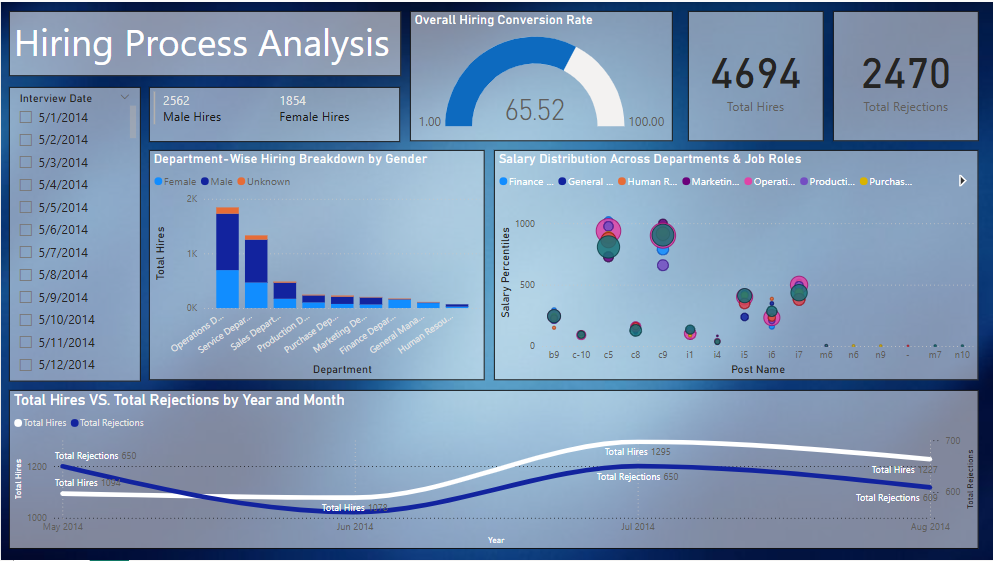 Hiring Process Analysis
Overall Hiring Conversion Rate
65.52
1.00
100.00
4694
Total Hires
2470
Total Rejections
Interview Date
5/1/2014
5/2/2014
5/3/2014
5/4/2014
5/5/2014
5/6/2014
5/7/2014
5/8/2014
5/9/2014
5/10/2014
5/11/2014
5/12/2014
2562
Male Hires
1854
Female Hires
Department-Wise Hiring Breakdown by Gender
Female Male Unknown
Total Hires
2K
1K
0K
Operations D...
Service Depar...
Sales Depart...
Production D...
Purchase Dep...
Marketing De...
Finance Depar...
General Mana...
Human Resou...
Department
Salary Distribution Across Departments & Job Roles
Finance ... General ... Human R... Marketin... Operati... Producti... Purchas...
Salary Percentiles
1000
500
0
b9 c-10 c5 c8 c9 i1 i4 i5 i6 i7 m6 n6 n9 - m7 n10
Post Name
Total Hires VS. Total Rejections by Year and Month
Total Hires Total Rejections
Total Hires
1200
1000
Total Rejections 650
Total Hires 1094
Total Hires 1078
Total Hires 1295
Total Rejections 650
Total Hires 1227
Total Rejections 609
700
600
Total Rejections
May 2014
Jun 2014
Jul 2014
Aug 2014
Year